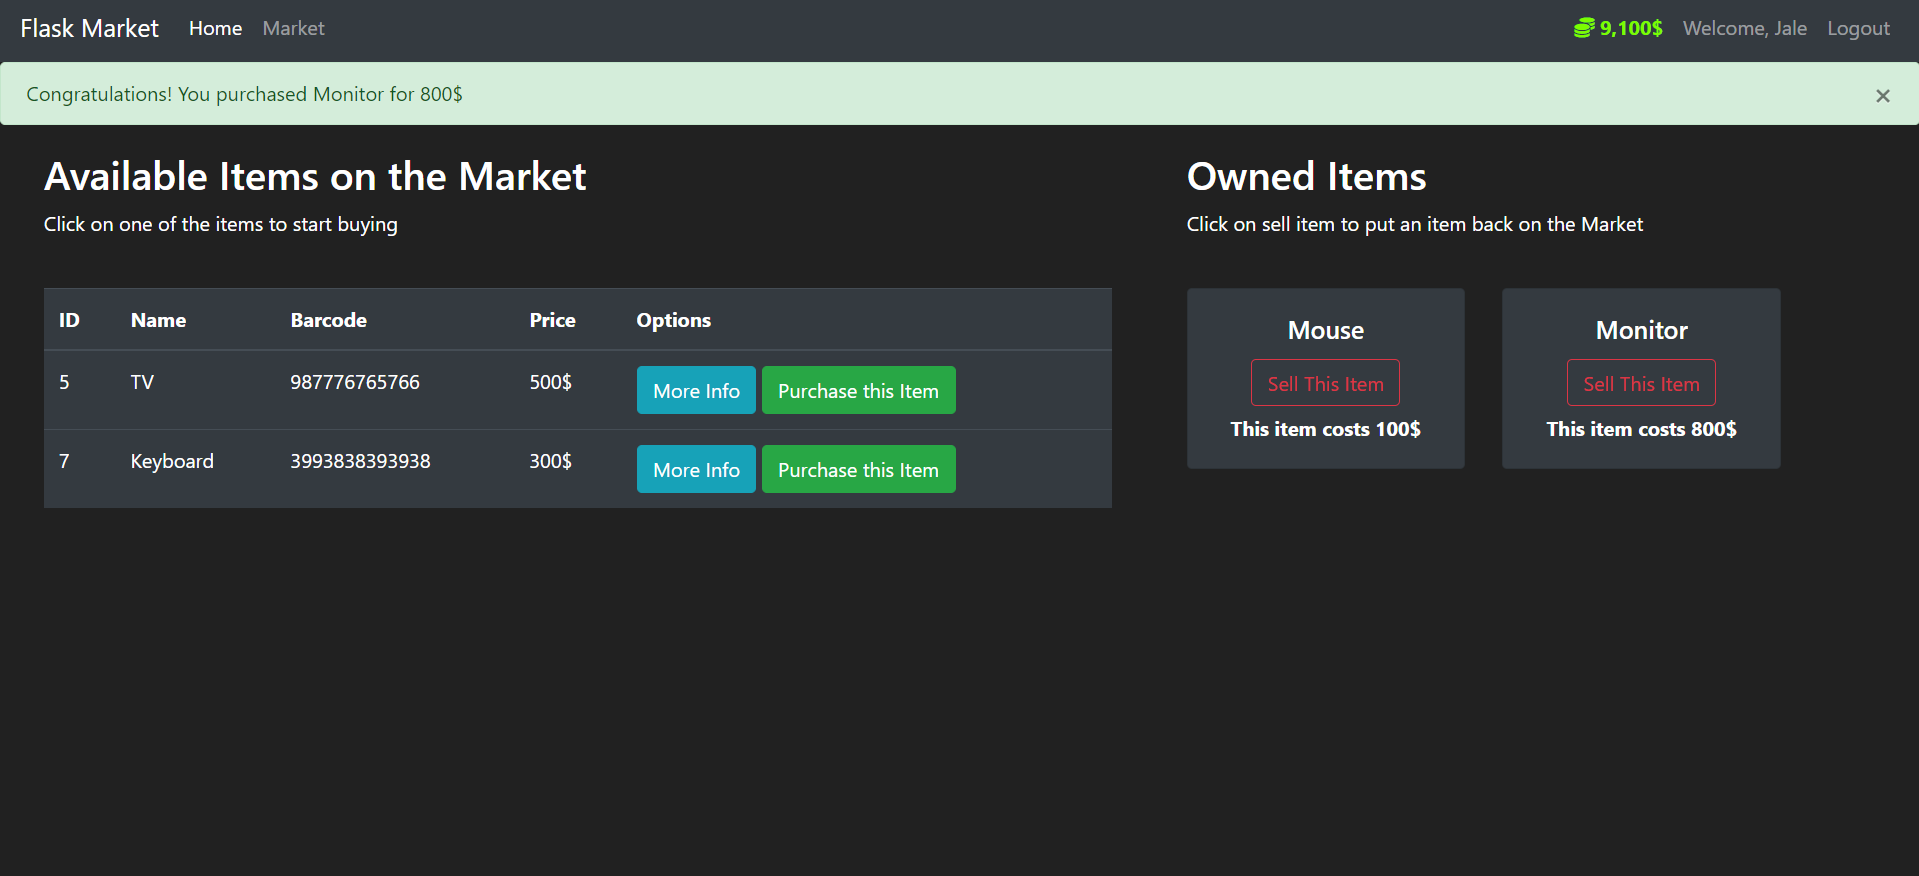 Flask Market Home Market 9,100$ Welcome, Jale Logout
Congratulations! You purchased Monitor for 800$ ×
Available Items on the Market
Click on one of the items to start buying
ID Name Barcode Price Options
5 TV 987776765766 500$ More Info Purchase this Item
7 Keyboard 3993838393938 300$ More Info Purchase this Item
Owned Items
Click on sell item to put an item back on the Market
Mouse
Sell This Item
This item costs 100$
Monitor
Sell This Item
This item costs 800$